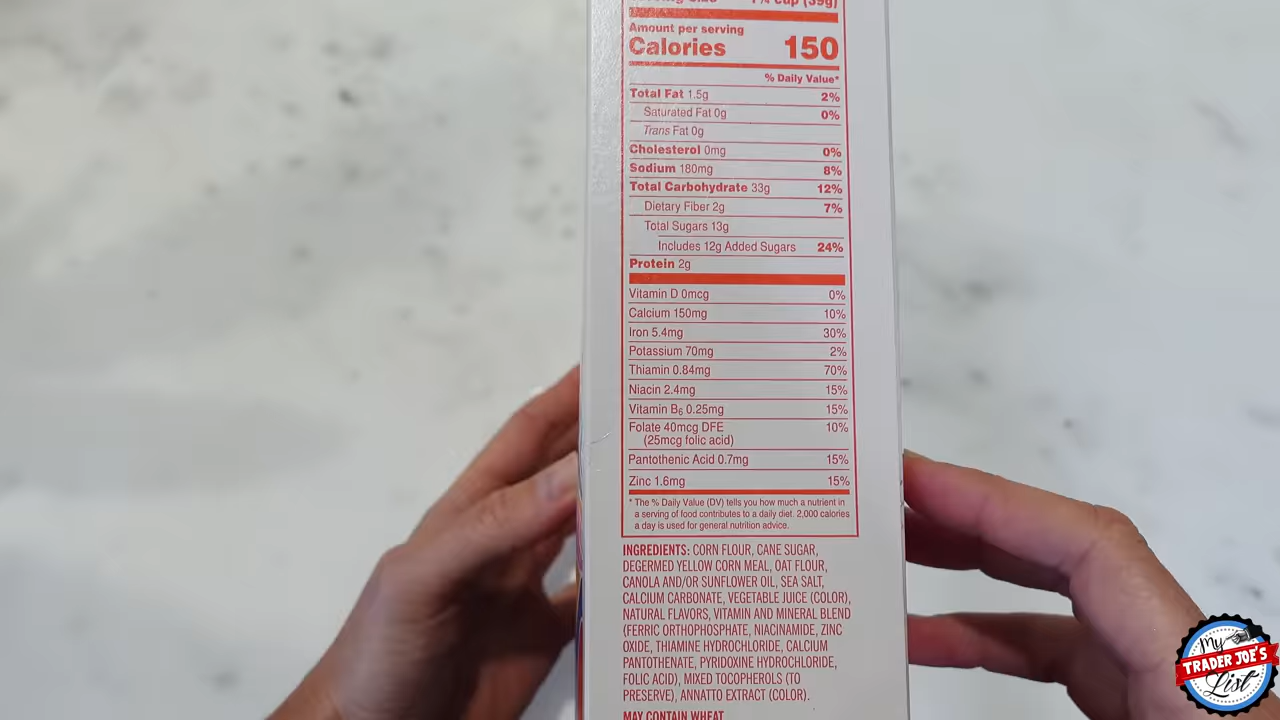 1¼ cup (39g)
Amount per serving
Calories 150
% Daily Value*
Total Fat 1.5g 2%
Saturated Fat 0g 0%
Trans Fat 0g
Cholesterol 0mg 0%
Sodium 180mg 8%
Total Carbohydrate 33g 12%
Dietary Fiber 2g 7%
Total Sugars 13g
Includes 12g Added Sugars 24%
Protein 2g
Vitamin D 0mcg 0%
Calcium 150mg 10%
Iron 5.4mg 30%
Potassium 70mg 2%
Thiamin 0.84mg 70%
Niacin 2.4mg 15%
Vitamin B6 0.25mg 15%
Folate 40mcg DFE 10%
(25mcg folic acid)
Pantothenic Acid 0.7mg 15%
Zinc 1.6mg 15%
* The % Daily Value (DV) tells you how much a nutrient in
a serving of food contributes to a daily diet. 2,000 calories
a day is used for general nutrition advice.
INGREDIENTS: CORN FLOUR, CANE SUGAR,
DEGERMED YELLOW CORN MEAL, OAT FLOUR,
CANOLA AND/OR SUNFLOWER OIL, SEA SALT,
CALCIUM CARBONATE, VEGETABLE JUICE (COLOR),
NATURAL FLAVORS, VITAMIN AND MINERAL BLEND
(FERRIC ORTHOPHOSPHATE, NIACINAMIDE, ZINC
OXIDE, THIAMINE HYDROCHLORIDE, CALCIUM
PANTOTHENATE, PYRIDOXINE HYDROCHLORIDE,
FOLIC ACID), MIXED TOCOPHEROLS (TO
PRESERVE), ANNATTO EXTRACT (COLOR).
MAY CONTAIN WHEAT
My
TRADER JOE'S
List